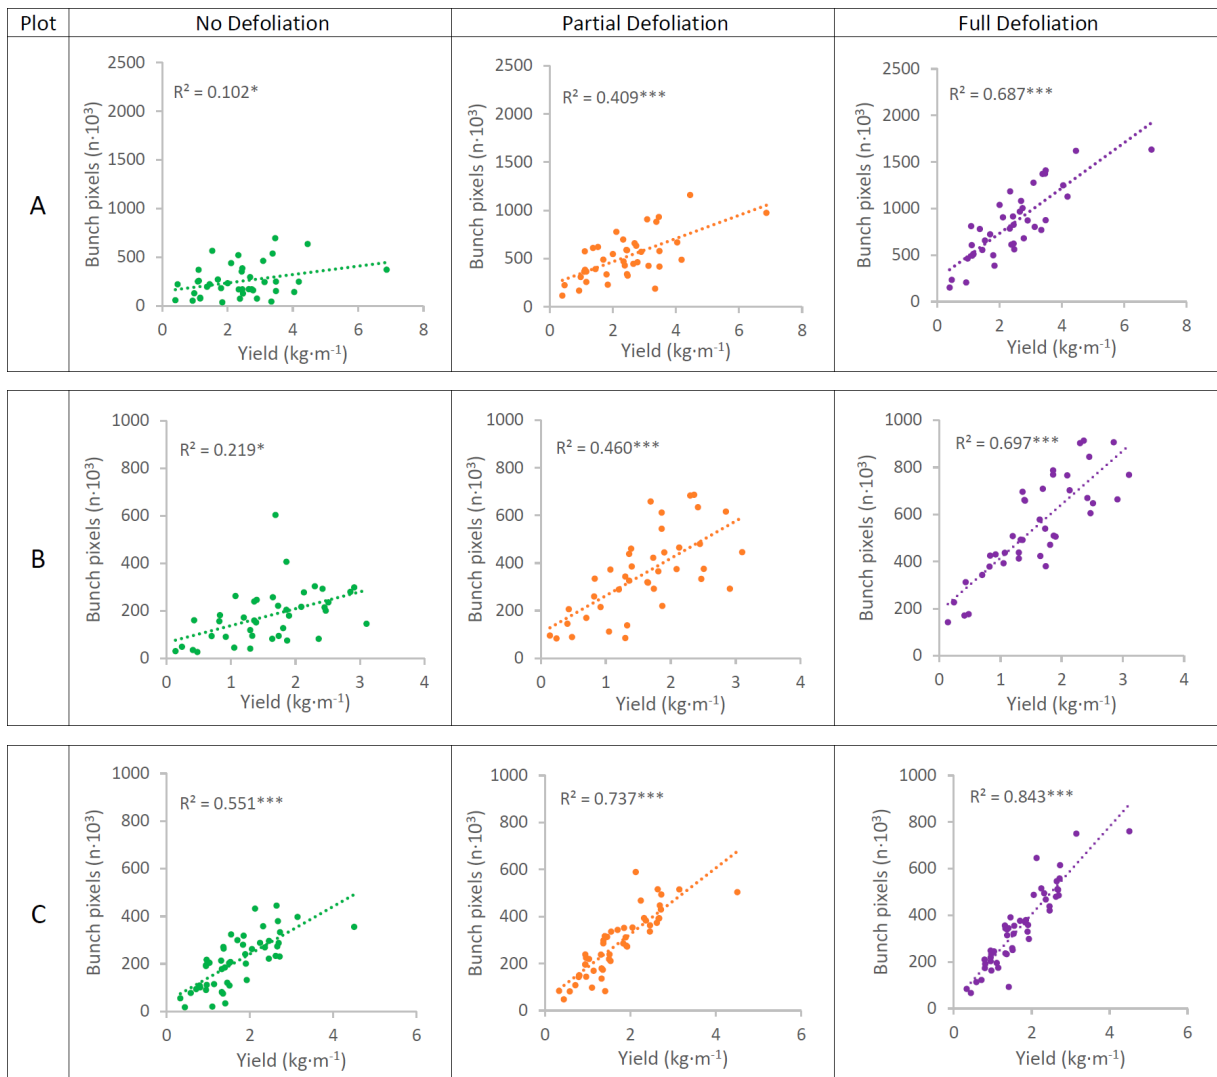 Plot No Defoliation Partial Defoliation Full Defoliation
A
Bunch pixels (n·10³)
2500
2000
1500
1000
500
0
R² = 0.102*
0 2 4 6 8
Yield (kg·m⁻¹)
Bunch pixels (n·10³)
2500
2000
1500
1000
500
0
R² = 0.409***
0 2 4 6 8
Yield (kg·m⁻¹)
Bunch pixels (n·10³)
2500
2000
1500
1000
500
0
R² = 0.687***
0 2 4 6 8
Yield (kg·m⁻¹)
B
Bunch pixels (n·10³)
1000
800
600
400
200
0
R² = 0.219*
0 1 2 3 4
Yield (kg·m⁻¹)
Bunch pixels (n·10³)
1000
800
600
400
200
0
R² = 0.460***
0 1 2 3 4
Yield (kg·m⁻¹)
Bunch pixels (n·10³)
1000
800
600
400
200
0
R² = 0.697***
0 1 2 3 4
Yield (kg·m⁻¹)
C
Bunch pixels (n·10³)
1000
800
600
400
200
0
R² = 0.551***
0 2 4 6
Yield (kg·m⁻¹)
Bunch pixels (n·10³)
1000
800
600
400
200
0
R² = 0.737***
0 2 4 6
Yield (kg·m⁻¹)
Bunch pixels (n·10³)
1000
800
600
400
200
0
R² = 0.843***
0 2 4 6
Yield (kg·m⁻¹)